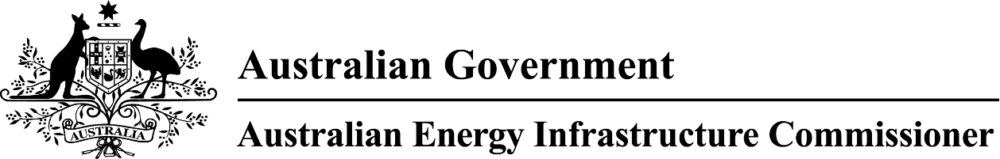 Australian Government
Australian Energy Infrastructure Commissioner
AUSTRALIA